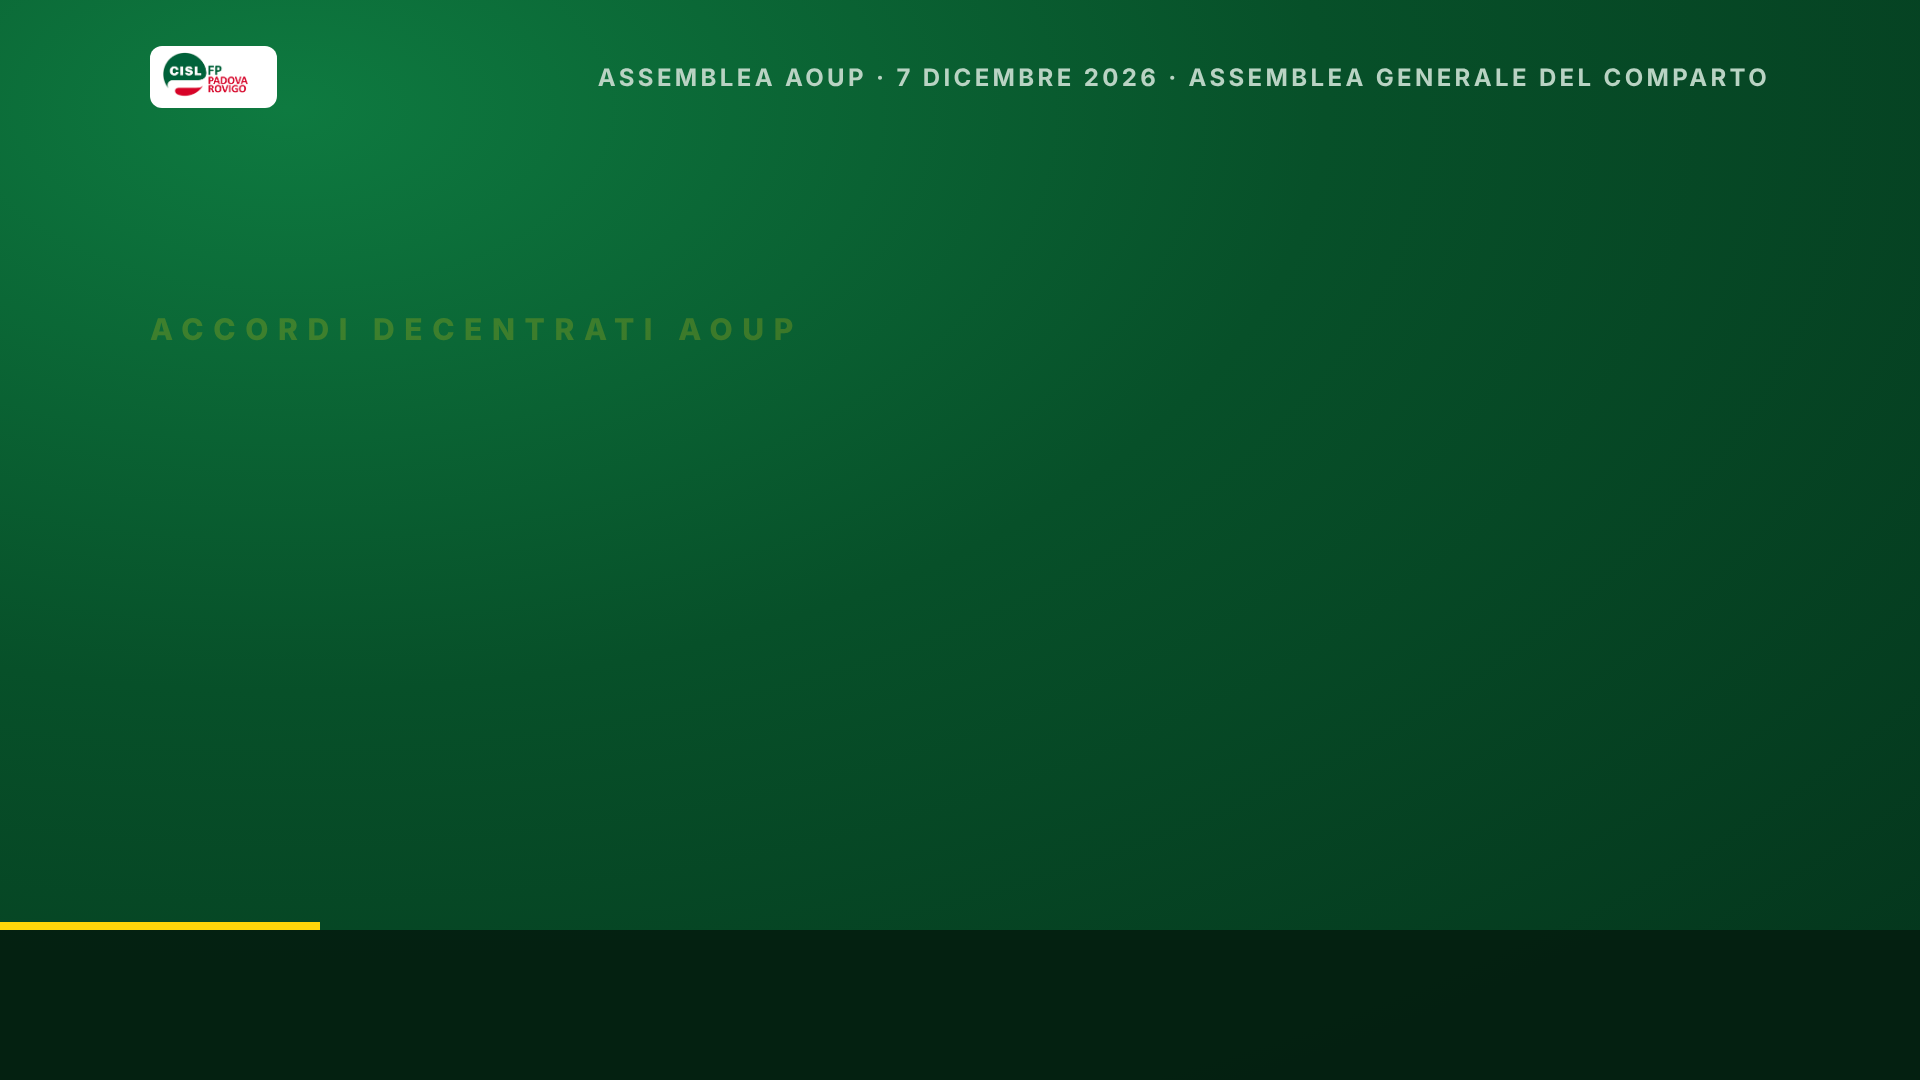 CISL FP
PADOVA
ROVIGO
ASSEMBLEA AOUP · 7 DICEMBRE 2026 · ASSEMBLEA GENERALE DEL COMPARTO
ACCORDI DECENTRATI AOUP